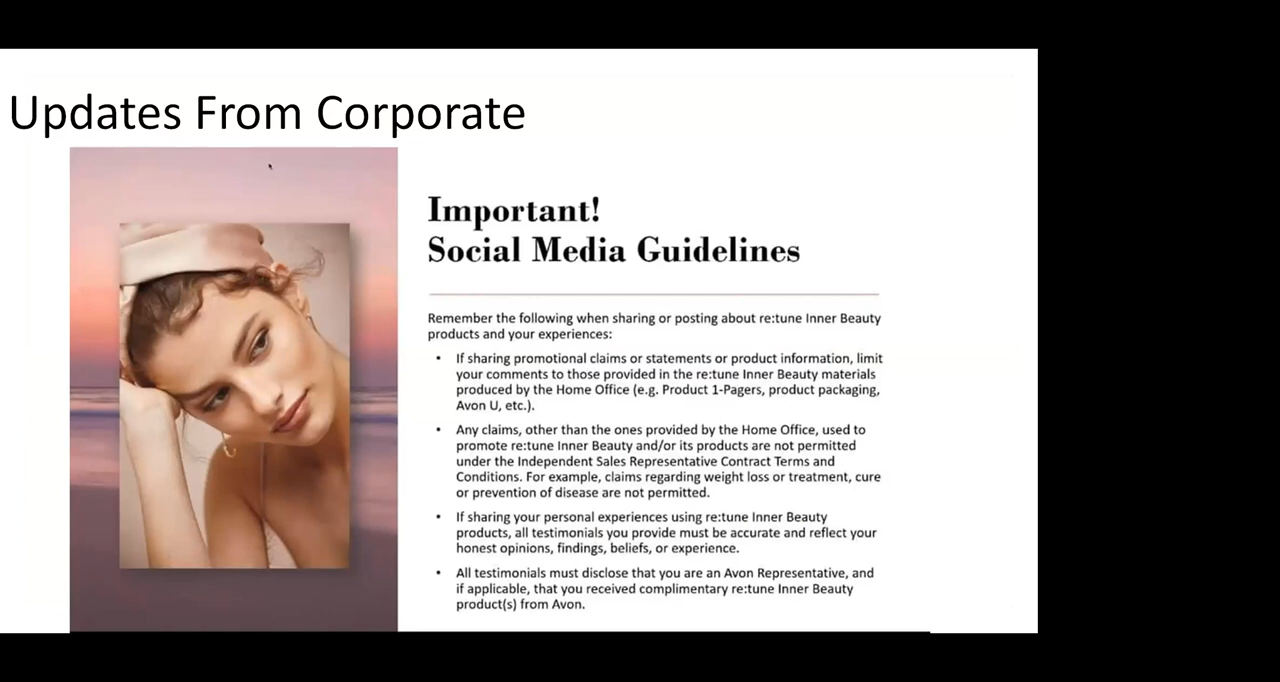 Updates From Corporate
Important!
Social Media Guidelines
Remember the following when sharing or posting about re:tune Inner Beauty
products and your experiences:
• If sharing promotional claims or statements or product information, limit
your comments to those provided in the re:tune Inner Beauty materials
produced by the Home Office (e.g. Product 1-Pagers, product packaging,
Avon U, etc.).
• Any claims, other than the ones provided by the Home Office, used to
promote re:tune Inner Beauty and/or its products are not permitted
under the Independent Sales Representative Contract Terms and
Conditions. For example, claims regarding weight loss or treatment, cure
or prevention of disease are not permitted.
• If sharing your personal experiences using re:tune Inner Beauty
products, all testimonials you provide must be accurate and reflect your
honest opinions, findings, beliefs, or experience.
• All testimonials must disclose that you are an Avon Representative, and
if applicable, that you received complimentary re:tune Inner Beauty
product(s) from Avon.